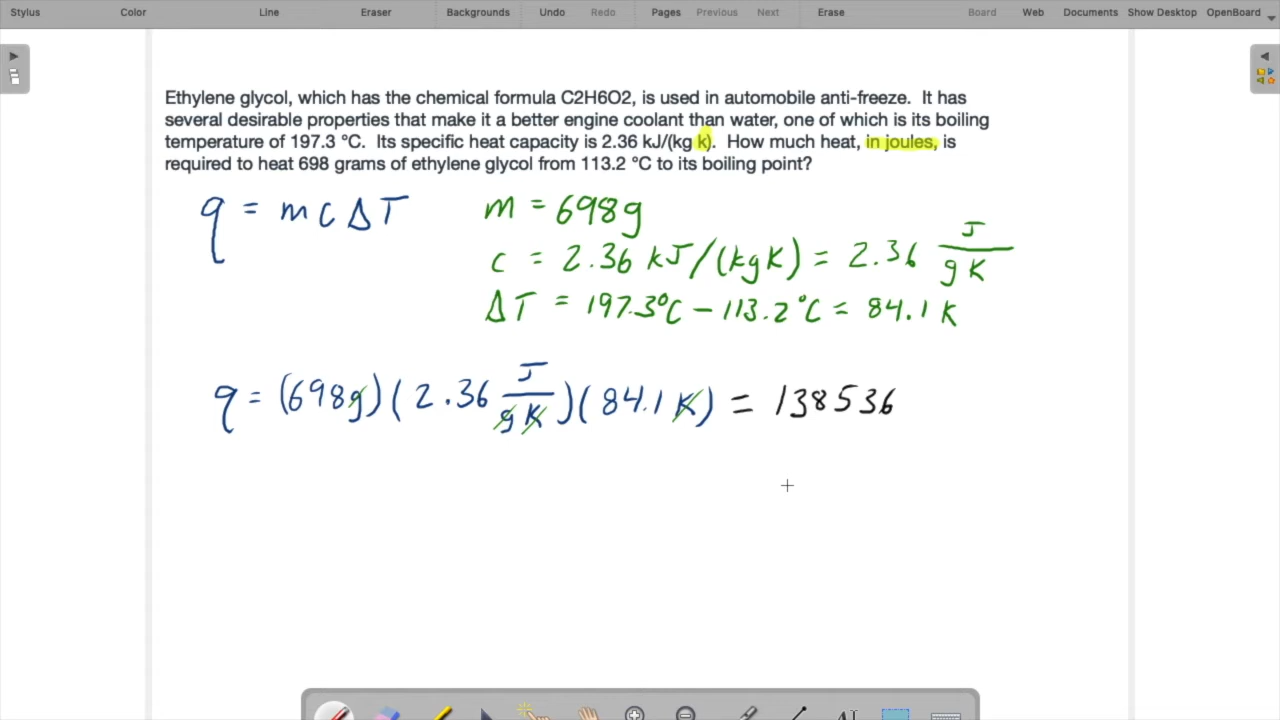 Stylus Color Line Eraser Backgrounds Undo Redo Pages Previous Next Erase Board Web Documents Show Desktop OpenBoard
Ethylene glycol, which has the chemical formula C2H6O2, is used in automobile anti-freeze. It has
several desirable properties that make it a better engine coolant than water, one of which is its boiling
temperature of 197.3 °C. Its specific heat capacity is 2.36 kJ/(kg k). How much heat, in joules, is
required to heat 698 grams of ethylene glycol from 113.2 °C to its boiling point?
q = m c Δ T
m = 698g
c = 2.36 kJ/(kg K) = 2.36 J/g K
Δ T = 197.3°C - 113.2°C = 84.1 K
q = (698g)(2.36 J/g K)(84.1 K) = 138536